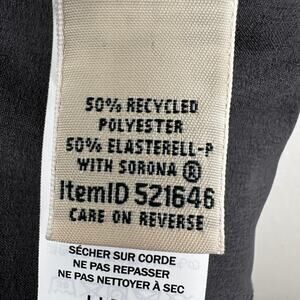 50% RECYCLED
POLYESTER
50% ELASTERELL-P
WITH SORONA ®
ItemID 521646
CARE ON REVERSE
SÉCHER SUR CORDE
NE PAS REPASSER
NE PAS NETTOYER À SEC